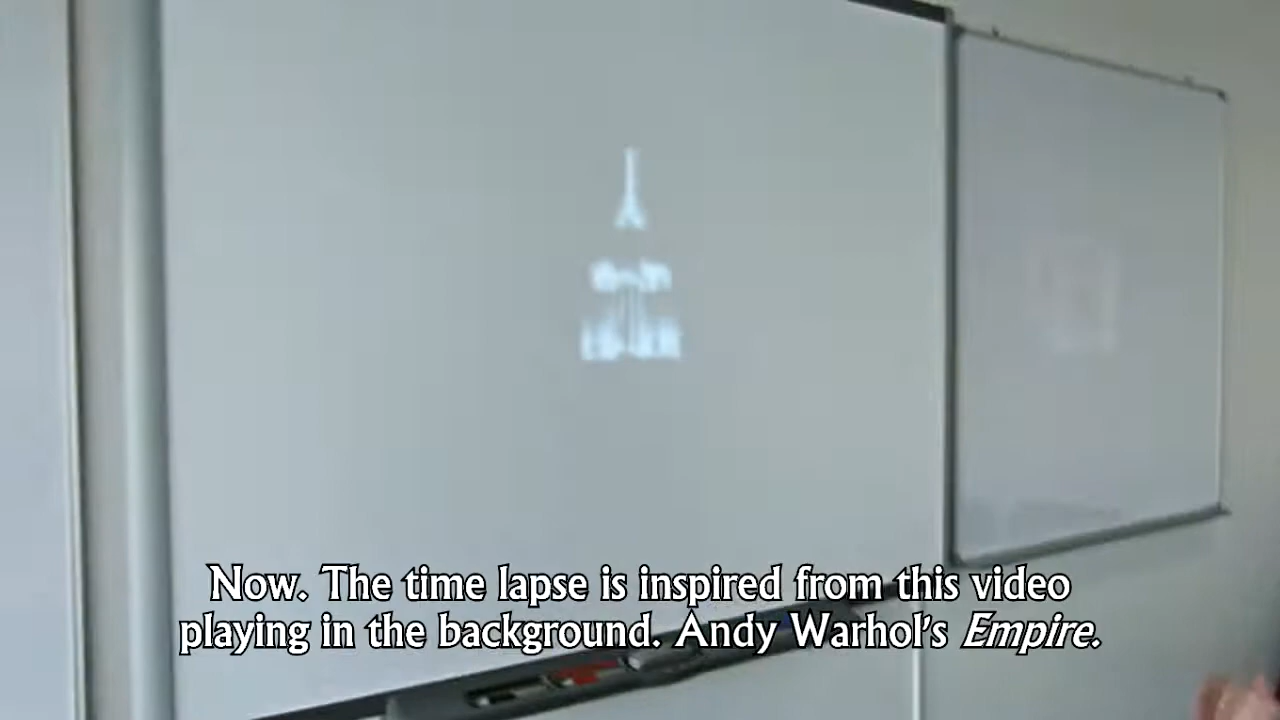 Now. The time lapse is inspired from this video
playing in the background. Andy Warhol's Empire.